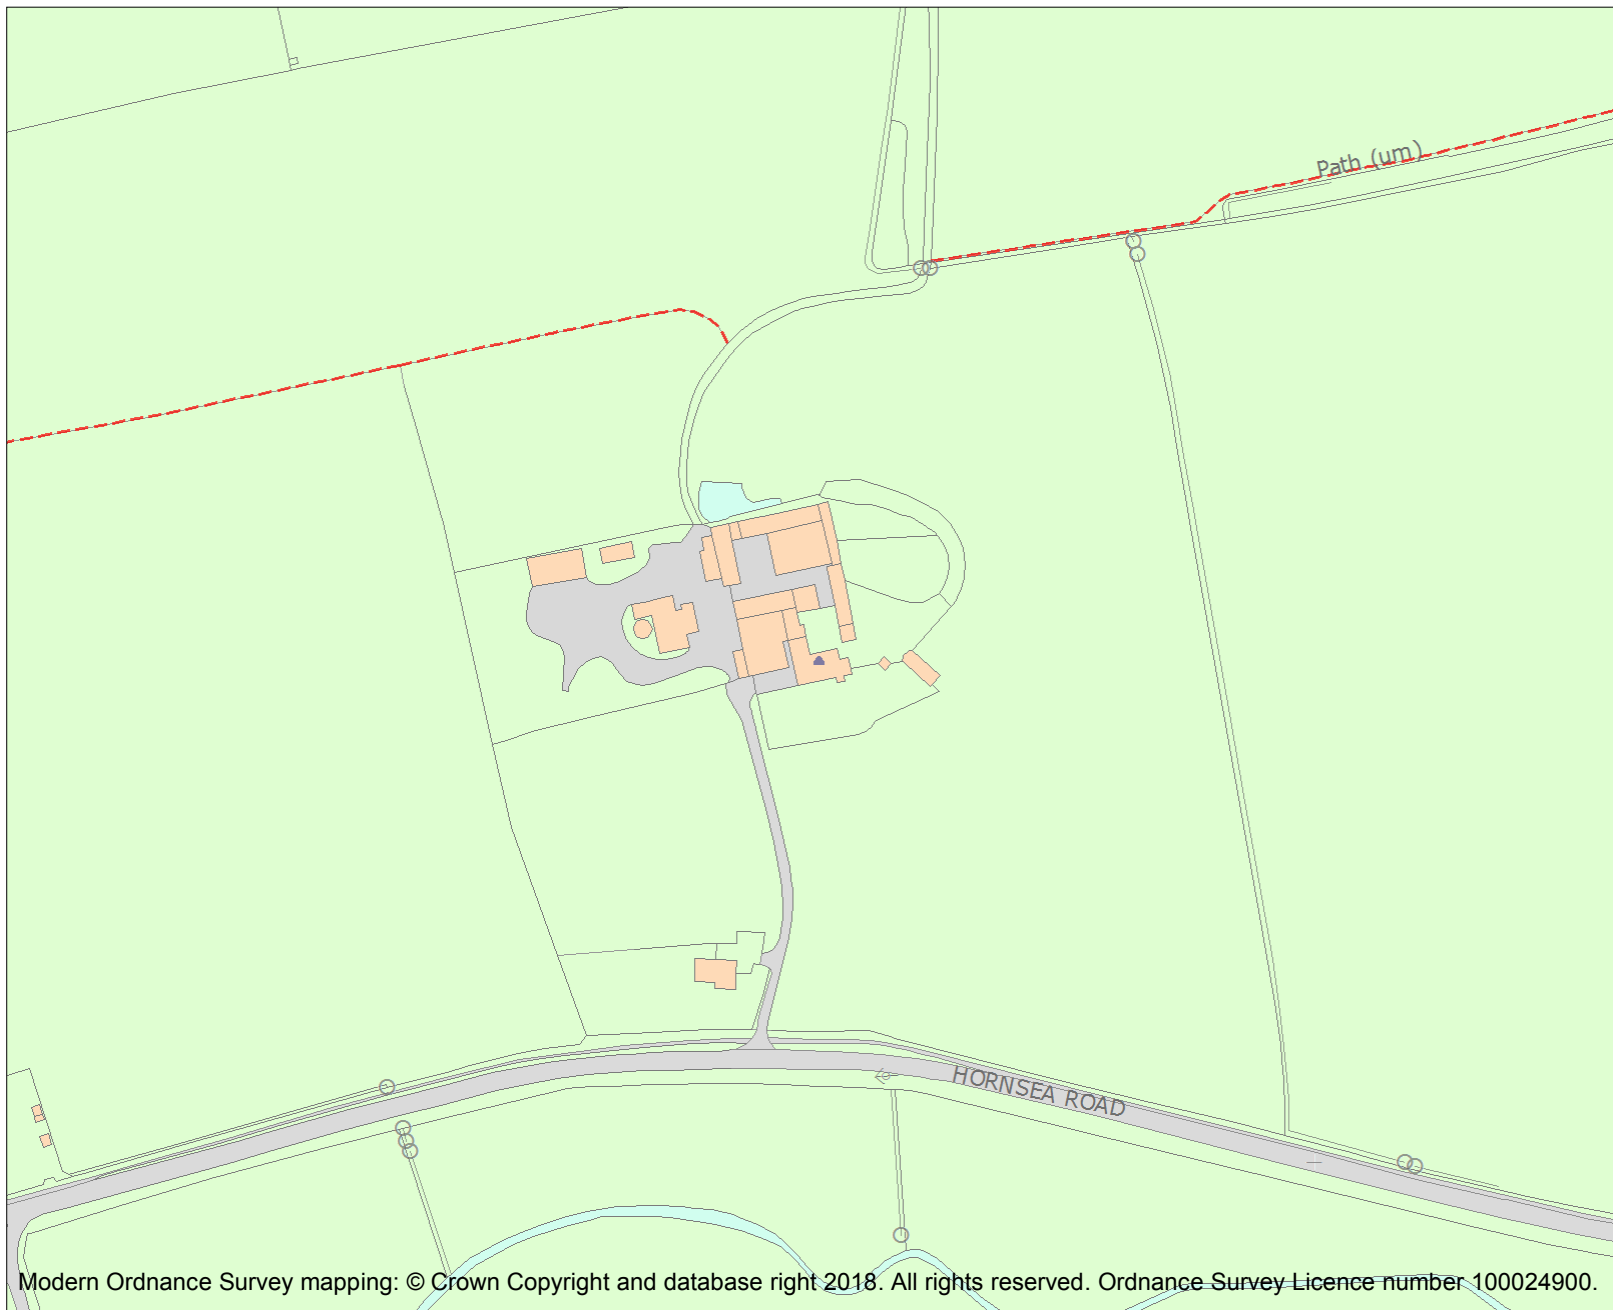 Path (um)
HORNSEA ROAD
Modern Ordnance Survey mapping: © Crown Copyright and database right 2018. All rights reserved. Ordnance Survey Licence number 100024900.